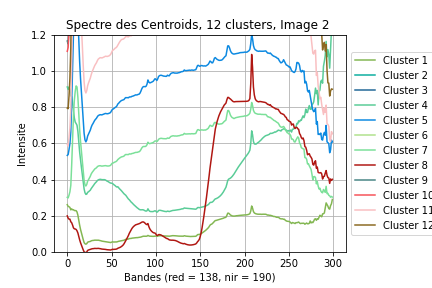 Spectre des Centroids, 12 clusters, Image 2
Intensite
1.2
1.0
0.8
0.6
0.4
0.2
0.0
0 50 100 150 200 250 300
Bandes (red = 138, nir = 190)
Cluster 1
Cluster 2
Cluster 3
Cluster 4
Cluster 5
Cluster 6
Cluster 7
Cluster 8
Cluster 9
Cluster 10
Cluster 11
Cluster 12